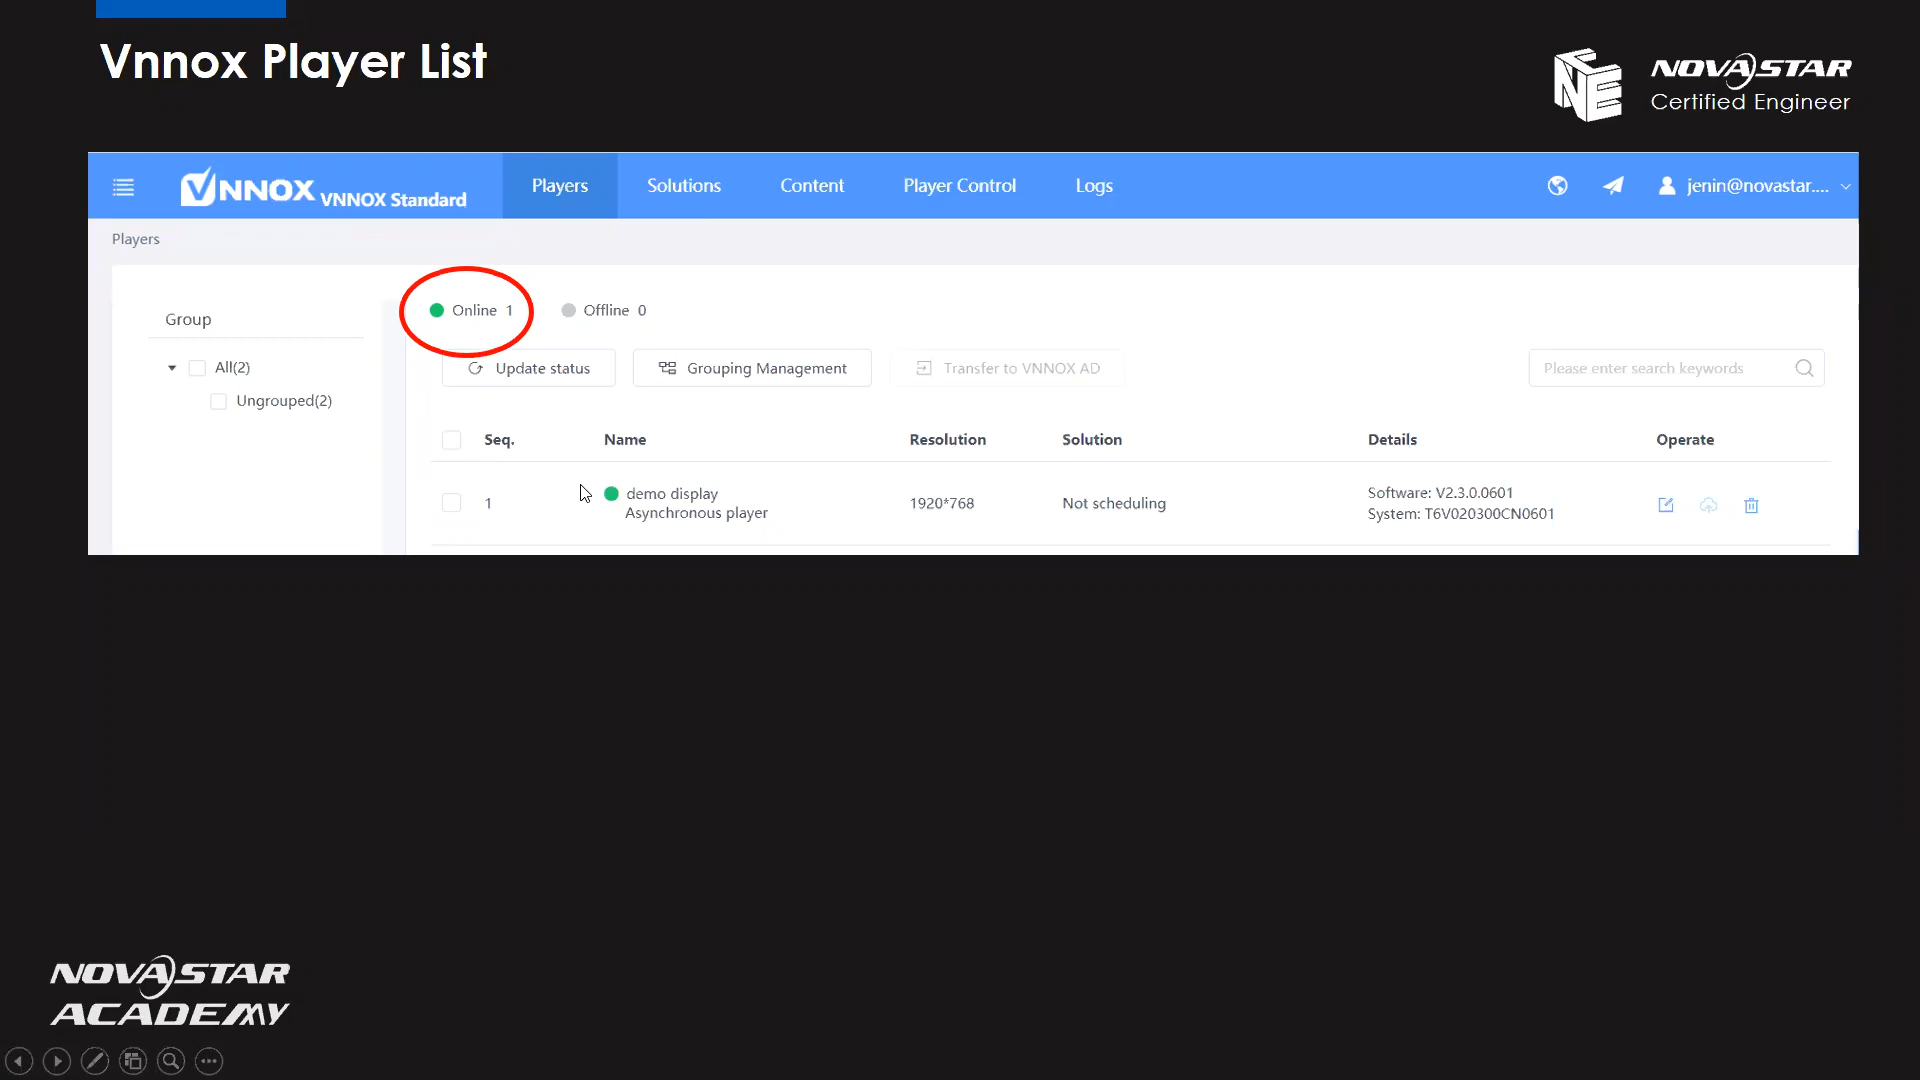 Vnnox Player List
NOVASTAR
Certified Engineer
VNNOX VNNOX Standard
Players
Solutions
Content
Player Control
Logs
jenin@novastar....
Players
Group
All(2)
Ungrouped(2)
Online 1
Offline 0
Update status
Grouping Management
Transfer to VNNOX AD
Please enter search keywords
Seq.
Name
Resolution
Solution
Details
Operate
1
demo display
Asynchronous player
1920*768
Not scheduling
Software: V2.3.0.0601
System: T6V020300CN0601
NOVASTAR
ACADEMY